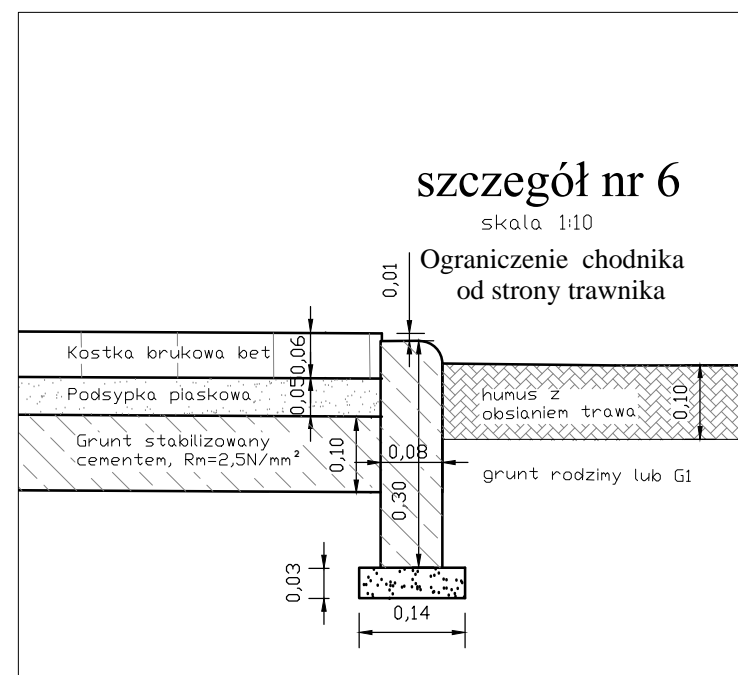 szczegół nr 6
skala 1:10
Ograniczenie chodnika
od strony trawnika
0,01
Kostka brukowa bet
0,06
Podsypka piaskowa
0,05
Grunt stabilizowany
cementem, Rm=2,5N/mm²
0,10
0,08
0,30
humus z
obsianiem trawa
0,10
grunt rodzimy lub G1
0,03
0,14